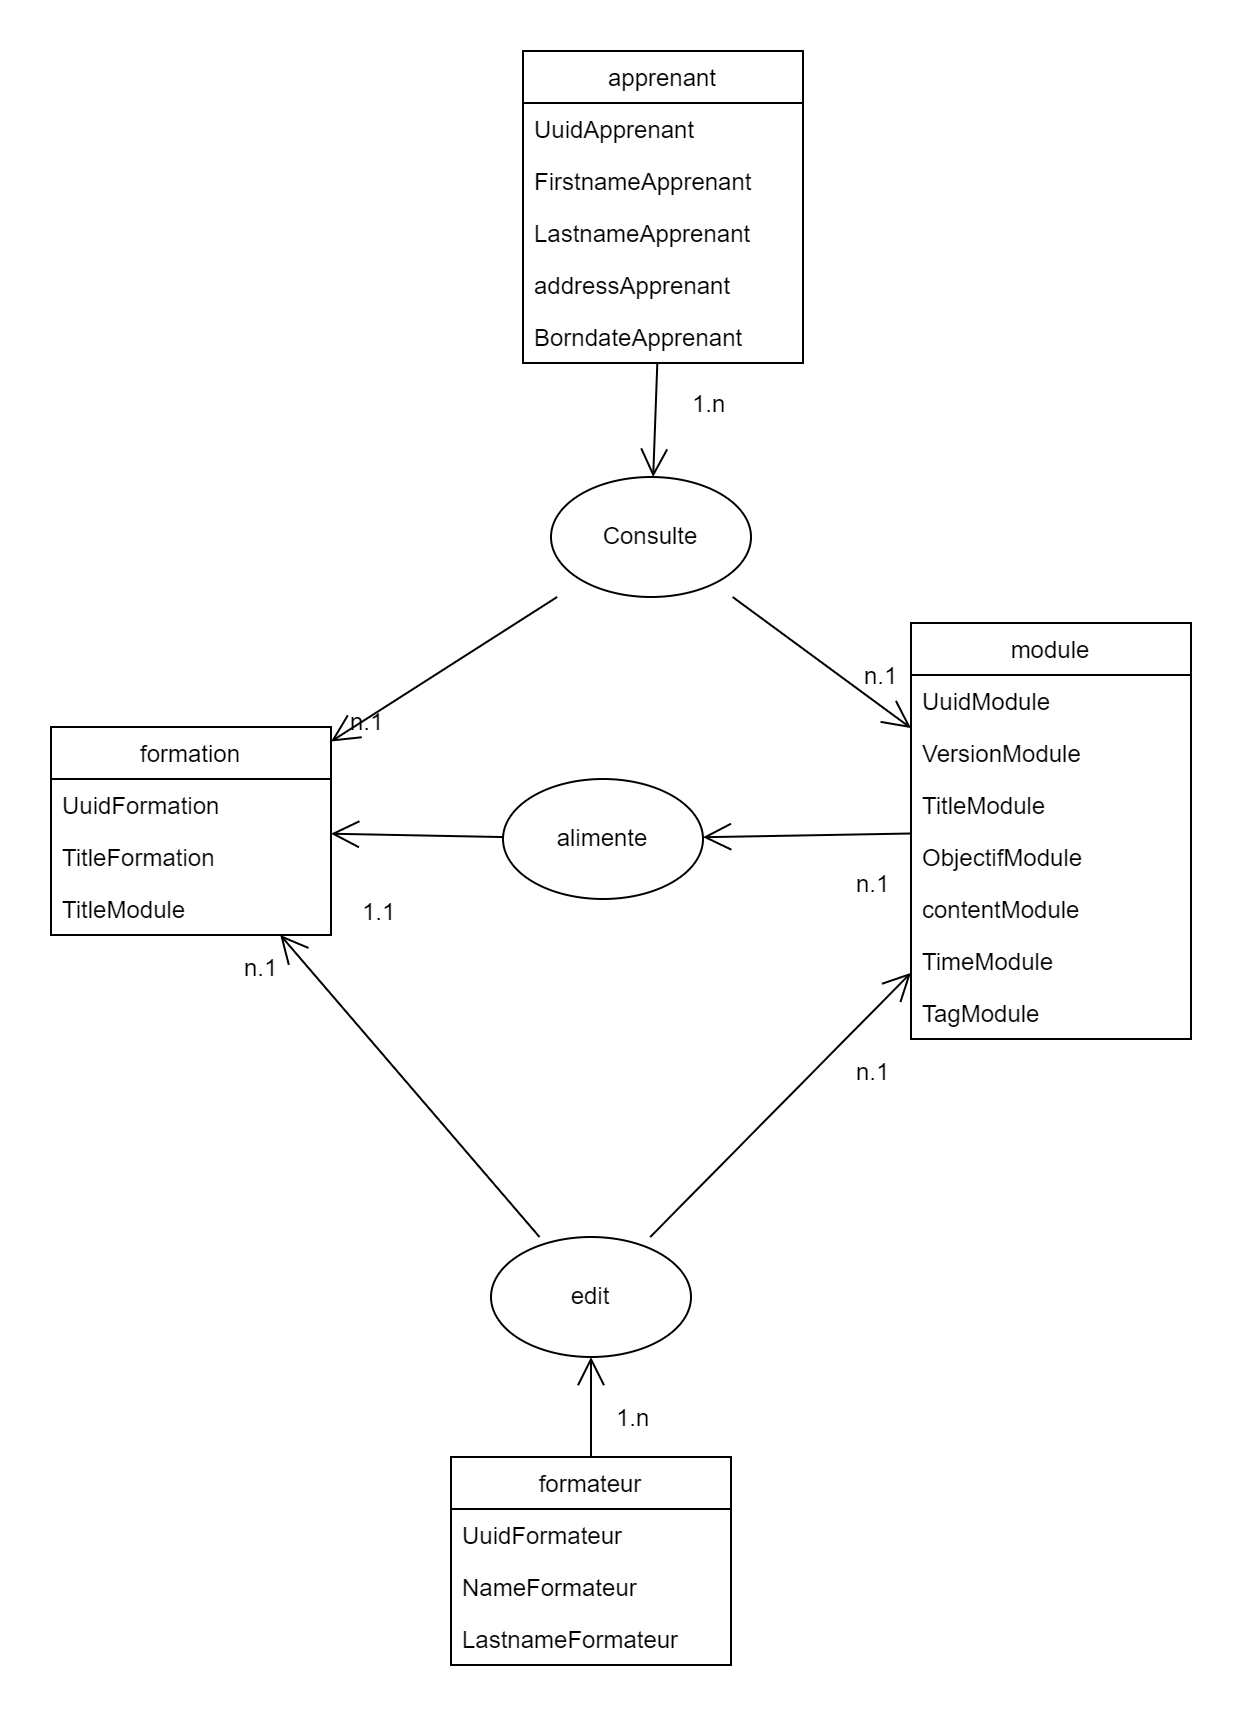 apprenant
UuidApprenant
FirstnameApprenant
LastnameApprenant
addressApprenant
BorndateApprenant
1.n
Consulte
n.1
n.1
module
UuidModule
VersionModule
TitleModule
ObjectifModule
contentModule
TimeModule
TagModule
formation
UuidFormation
TitleFormation
TitleModule
alimente
n.1
1.1
n.1
n.1
edit
1.n
formateur
UuidFormateur
NameFormateur
LastnameFormateur